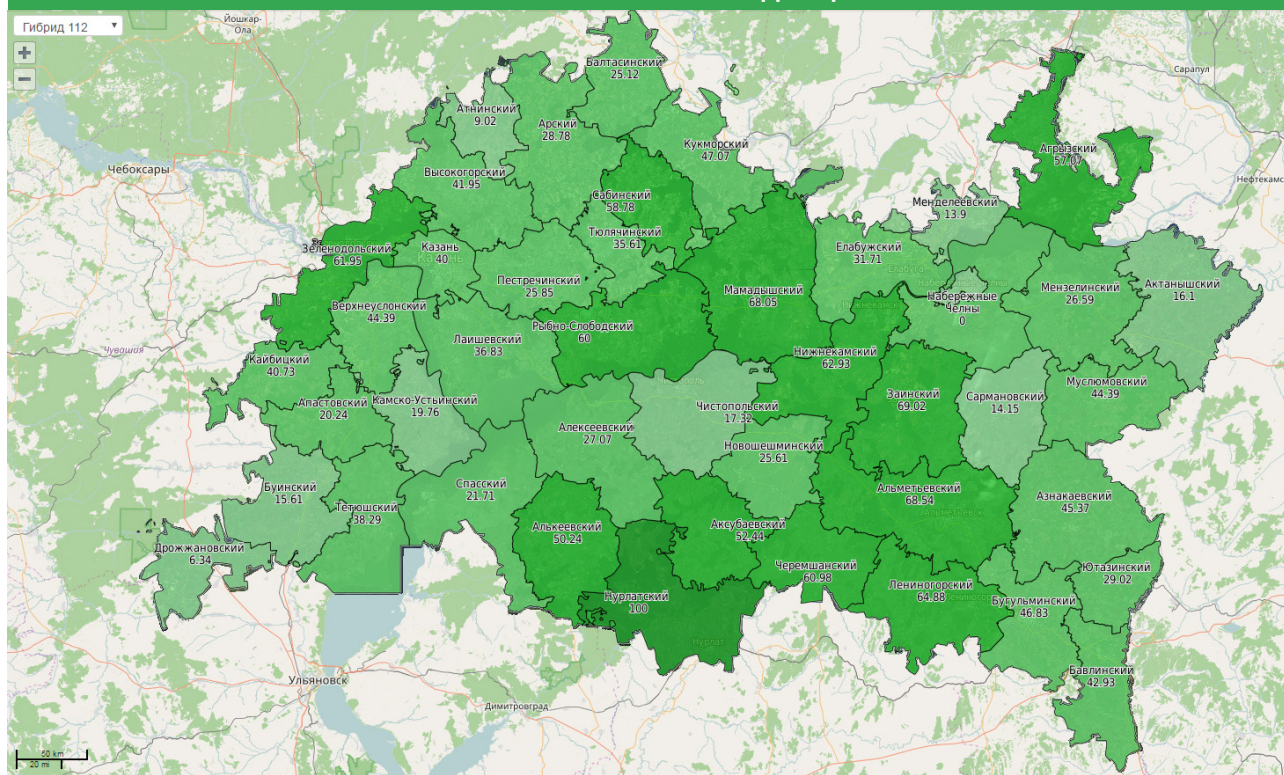 Гибрид 112
Йошкар-
Ола
Сарапул
Балтасинский
25.12
Атнинский
9.02
Арский
28.78
Кукморский
47.07
Агрызский
57.07
Чебоксары
Высокогорский
41.95
Нефтекамск
Сабинский
58.78
Менделеевский
13.9
Тюлячинский
35.61
Зеленодольский
61.95
Казань
40
Казань
Елабужский
31.71
Елабуга
Пестречинский
25.85
Мамадышский
68.05
Набережные
Челны
0
Мензелинский
26.59
Актанышский
16.1
Верхнеуслонский
44.39
Рыбно-Слободский
60
Лаишевский
36.83
Чувашия
Нижнекамский
62.93
Кайбицкий
40.73
Муслюмовский
44.39
Заинский
69.02
Сармановский
14.15
Апастовский
20.24
Камско-Устьинский
19.76
Чистопольский
17.32
Алексеевский
27.07
Новошешминский
25.61
Буинский
15.61
Спасский
21.71
Альметьевский
68.54
Альметьевск
Азнакаевский
45.37
Тетюшский
38.29
Алькеевский
50.24
Аксубаевский
52.44
Дрожжановский
6.34
Черемшанский
60.98
Ютазинский
29.02
Лениногорский
64.88
Нурлатский
100
Бугульминский
46.83
Нурлат
Бавлинский
42.93
Ульяновск
Димитровград
50 km
20 mi